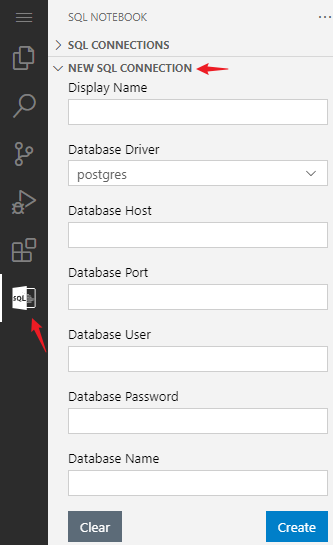 SQL NOTEBOOK
SQL CONNECTIONS
NEW SQL CONNECTION
Display Name
Database Driver
postgres
Database Host
Database Port
SQL
Database User
Database Password
Database Name
Clear Create